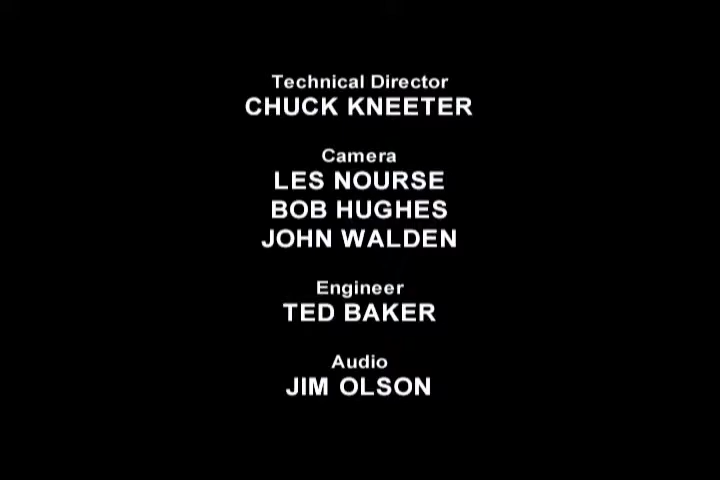 Technical Director
CHUCK KNEETER
Camera
LES NOURSE
BOB HUGHES
JOHN WALDEN
Engineer
TED BAKER
Audio
JIM OLSON